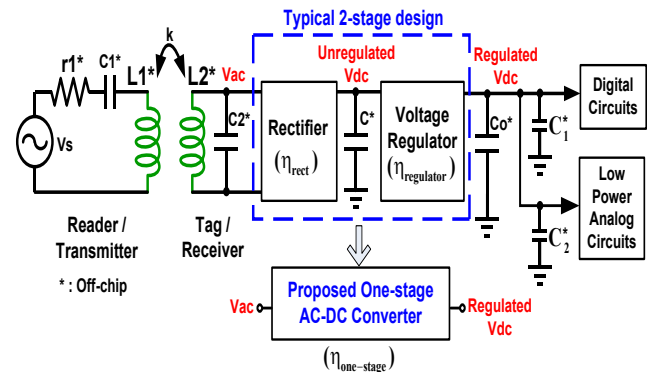 Typical 2-stage design
k
r1*
C1*
L1*
L2*
Vac
Unregulated
Vdc
Regulated
Vdc
Vs
C2*
Rectifier
(ηrect)
C*
Voltage
Regulator
(ηregulator)
Co*
C1*
Digital
Circuits
C2*
Low
Power
Analog
Circuits
Reader /
Transmitter
Tag /
Receiver
* : Off-chip
Vac
Proposed One-stage
AC-DC Converter
Regulated
Vdc
(ηone-stage)